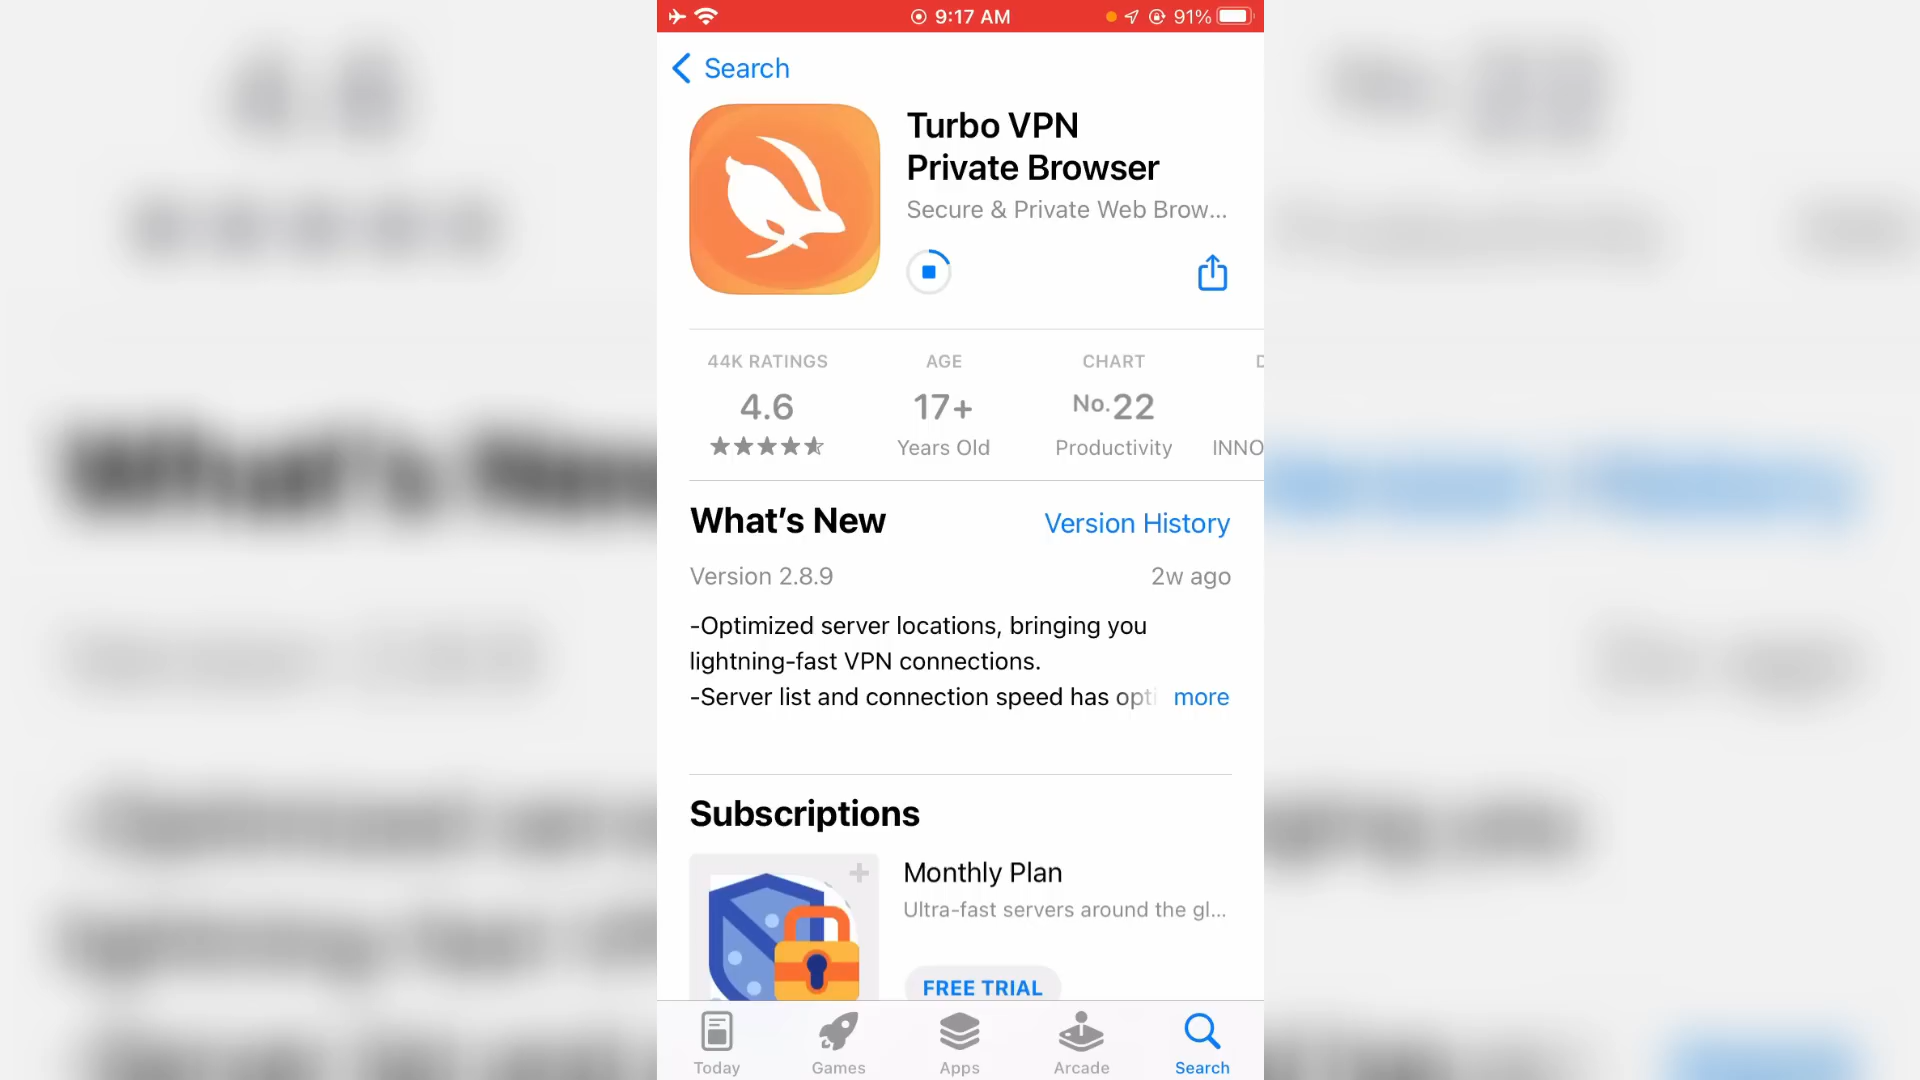 9:17 AM
91%
Search
Turbo VPN
Private Browser
Secure & Private Web Brow...
44K RATINGS
AGE
CHART
D
4.6
17+
No.22
Years Old
Productivity
INNO
What's New
Version History
Version 2.8.9
2w ago
-Optimized server locations, bringing you
lightning-fast VPN connections.
-Server list and connection speed has opti
more
Subscriptions
Monthly Plan
Ultra-fast servers around the gl...
FREE TRIAL
Today
Games
Apps
Arcade
Search